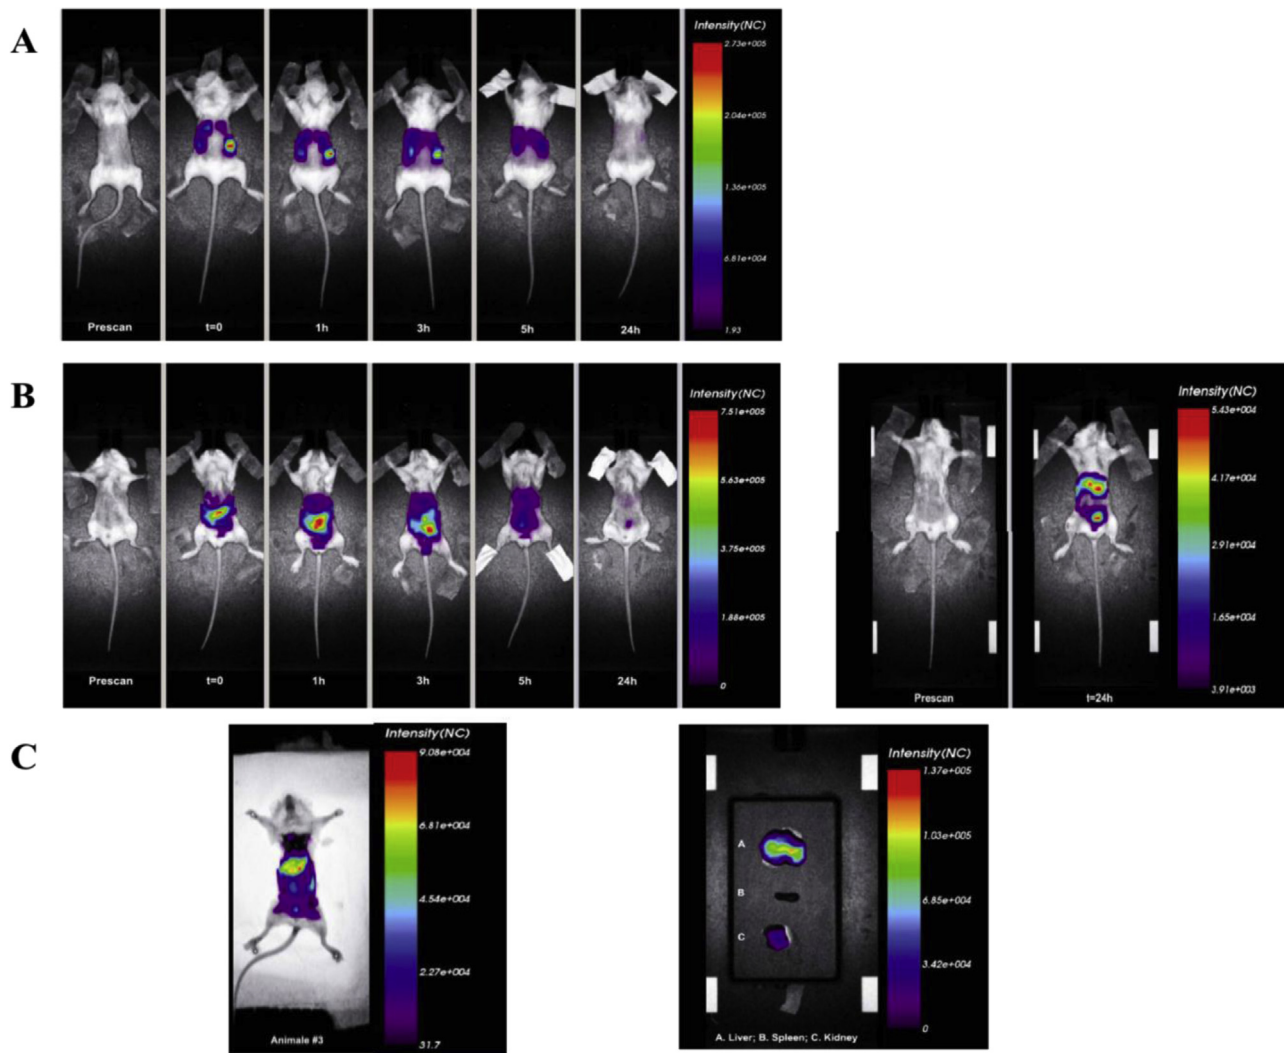 A
Intensity(NC)
2.73e+005
2.04e+005
1.36e+005
6.81e+004
1.93
Prescan
t=0
1h
3h
5h
24h
B
Intensity(NC)
7.51e+005
5.63e+005
3.75e+005
1.88e+005
0
Prescan
t=0
1h
3h
5h
24h
Intensity(NC)
5.43e+004
4.17e+004
2.91e+004
1.65e+004
3.91e+003
Prescan
t=24h
C
Intensity(NC)
9.08e+004
6.81e+004
4.54e+004
2.27e+004
31.7
Animale #3
Intensity(NC)
1.37e+005
1.03e+005
6.85e+004
3.42e+004
0
A
B
C
A. Liver; B. Spleen; C. Kidney